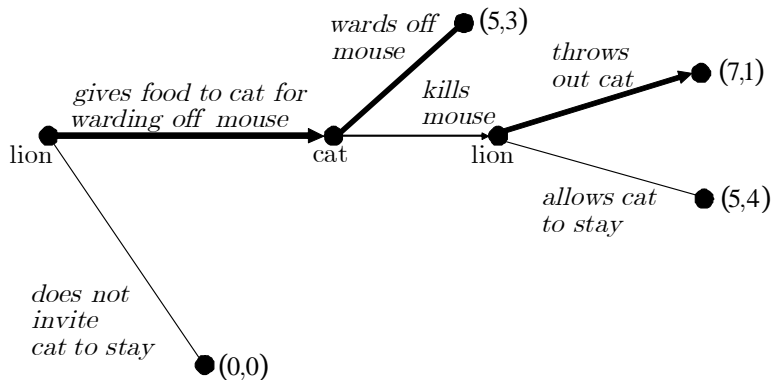 wards off
mouse
(5,3)
throws
out cat
(7,1)
gives food to cat for
warding off mouse
kills
mouse
lion
cat
lion
allows cat
to stay
(5,4)
does not
invite
cat to stay
(0,0)